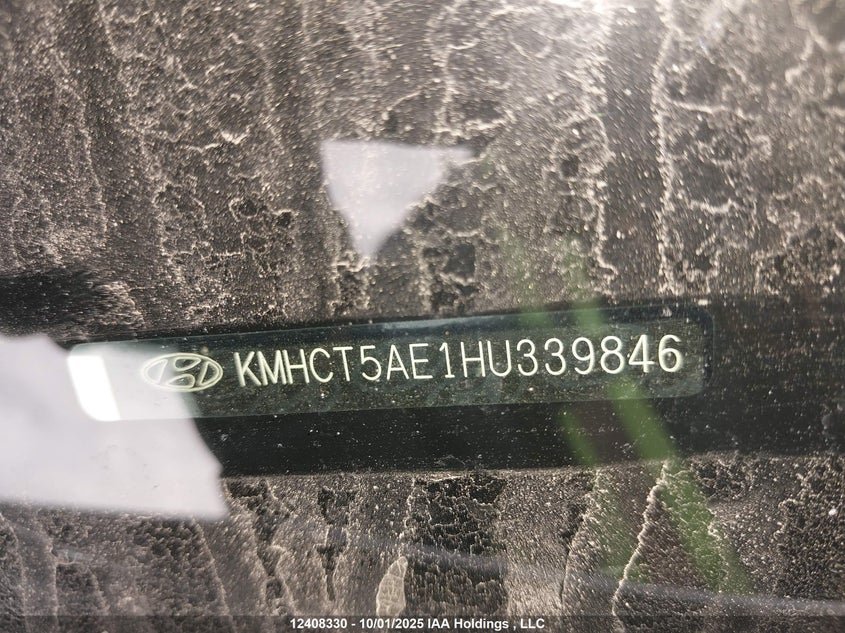 KMHCT5AE1HU339846
12408330 - 10/01/2025 IAA Holdings , LLC